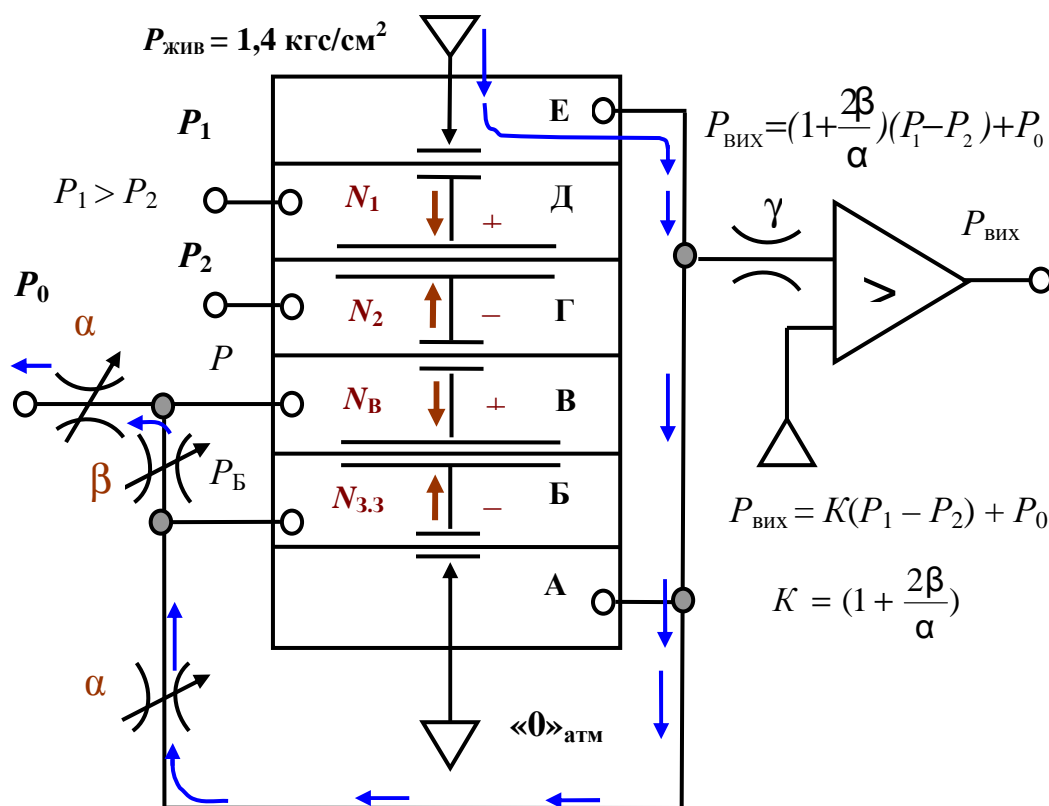 Pжив = 1,4 кгс/см²
P₁
Е
Pвих=(1+2β/α)(P₁−P₂)+P₀
P₁ > P₂
N₁
+
Д
γ
Pвих
P₂
P₀
N₂
−
Г
>
α
P
Nв
+
В
β
PБ
N3.3
−
Б
Pвих = K(P₁ − P₂) + P₀
А
K = (1 + 2β/α)
α
«0»атм